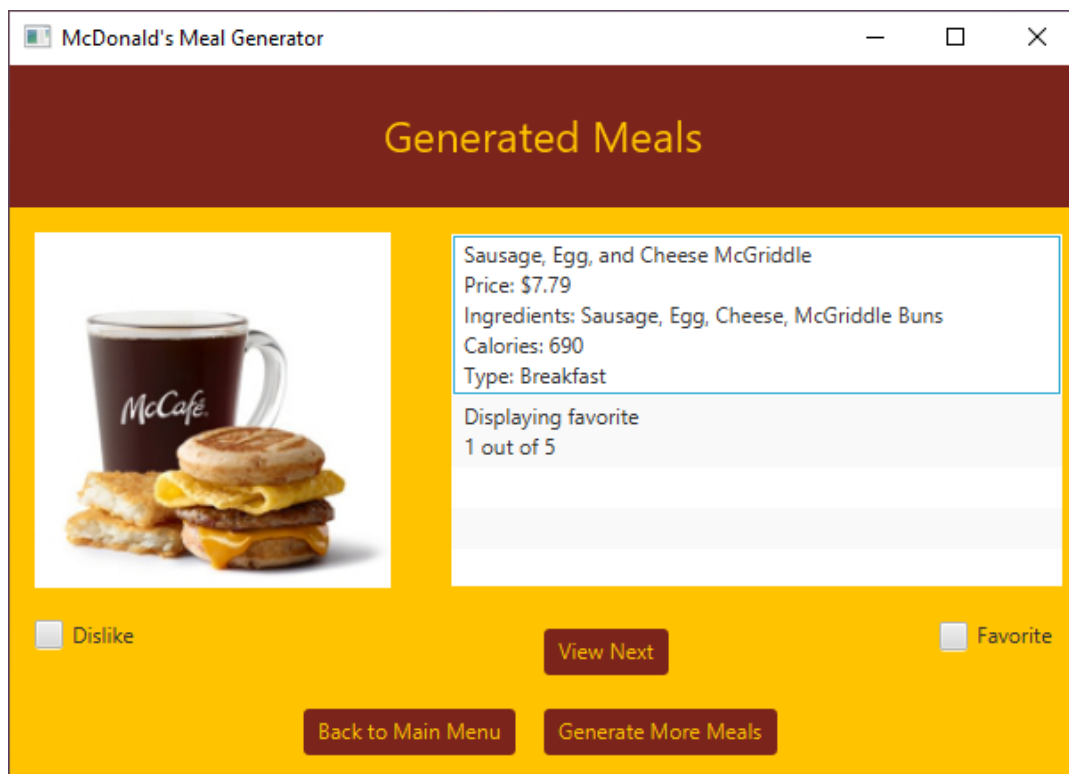 McDonald's Meal Generator
Generated Meals
McCafé
Sausage, Egg, and Cheese McGriddle
Price: $7.79
Ingredients: Sausage, Egg, Cheese, McGriddle Buns
Calories: 690
Type: Breakfast
Displaying favorite
1 out of 5
Dislike
Favorite
View Next
Back to Main Menu
Generate More Meals